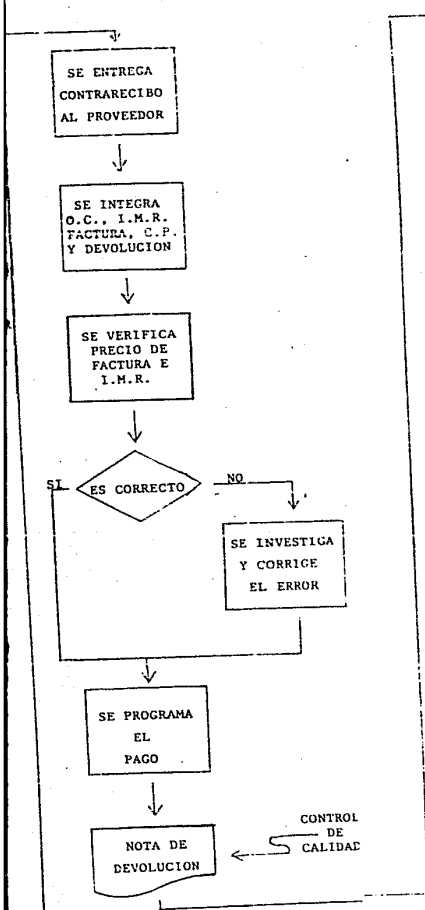 SE ENTREGA
CONTRARECIBO
AL PROVEEDOR
SE INTEGRA
O.C., I.M.R.
FACTURA, C.P.
Y DEVOLUCION
SE VERIFICA
PRECIO DE
FACTURA E
I.M.R.
SI
ES CORRECTO
NO
SE INVESTIGA
Y CORRIGE
EL ERROR
SE PROGRAMA
EL
PAGO
NOTA DE
DEVOLUCION
CONTROL
DE
CALIDAD